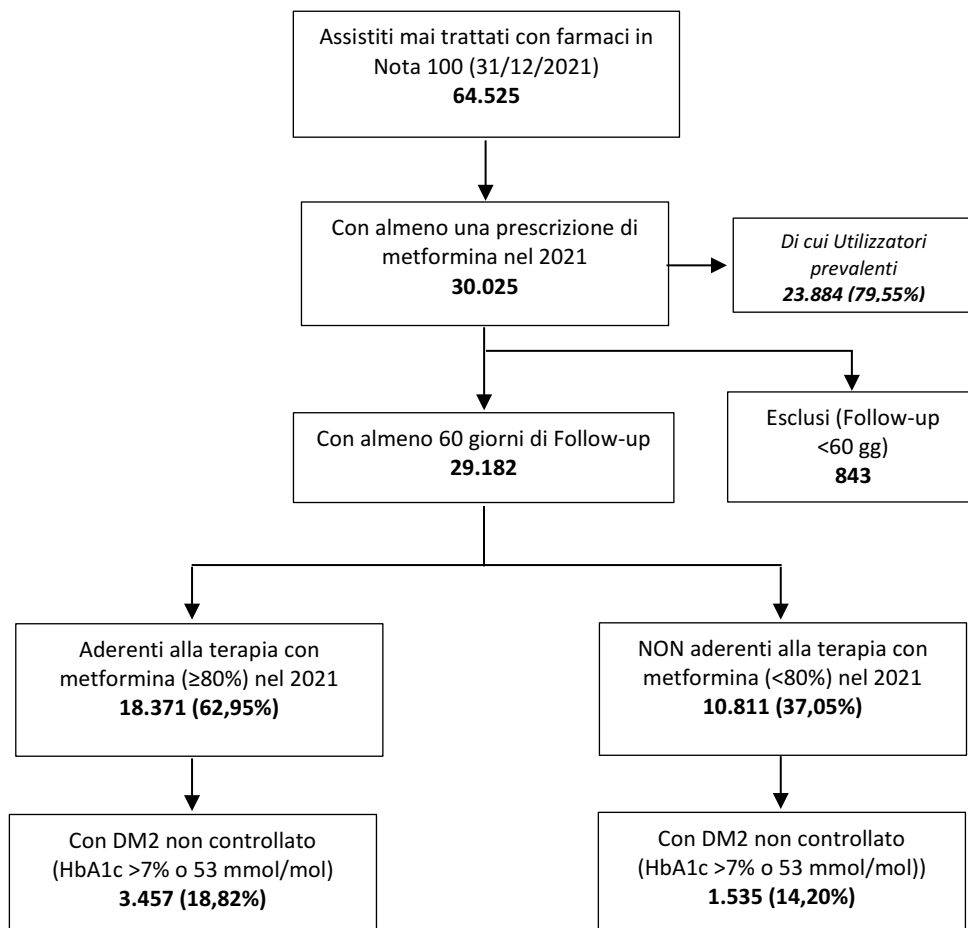 Assistiti mai trattati con farmaci in
Nota 100 (31/12/2021)
64.525
Con almeno una prescrizione di
metformina nel 2021
30.025
Di cui Utilizzatori
prevalenti
23.884 (79,55%)
Con almeno 60 giorni di Follow-up
29.182
Esclusi (Follow-up
<60 gg)
843
Aderenti alla terapia con
metformina (≥80%) nel 2021
18.371 (62,95%)
NON aderenti alla terapia con
metformina (<80%) nel 2021
10.811 (37,05%)
Con DM2 non controllato
(HbA1c >7% o 53 mmol/mol)
3.457 (18,82%)
Con DM2 non controllato
(HbA1c >7% o 53 mmol/mol))
1.535 (14,20%)